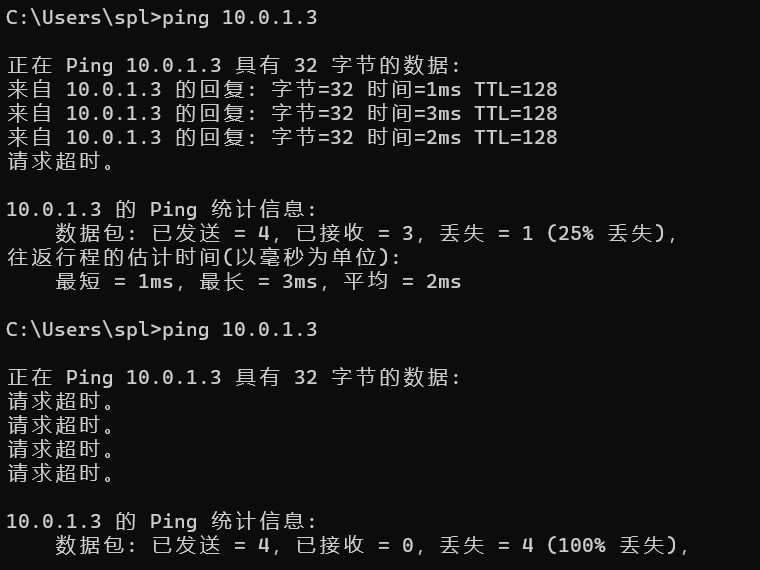 C:\Users\spl>ping 10.0.1.3
正在 Ping 10.0.1.3 具有 32 字节的数据:
来自 10.0.1.3 的回复: 字节=32 时间=1ms TTL=128
来自 10.0.1.3 的回复: 字节=32 时间=3ms TTL=128
来自 10.0.1.3 的回复: 字节=32 时间=2ms TTL=128
请求超时。
10.0.1.3 的 Ping 统计信息:
数据包: 已发送 = 4, 已接收 = 3, 丢失 = 1 (25% 丢失),
往返行程的估计时间(以毫秒为单位):
最短 = 1ms, 最长 = 3ms, 平均 = 2ms
C:\Users\spl>ping 10.0.1.3
正在 Ping 10.0.1.3 具有 32 字节的数据:
请求超时。
请求超时。
请求超时。
请求超时。
10.0.1.3 的 Ping 统计信息:
数据包: 已发送 = 4, 已接收 = 0, 丢失 = 4 (100% 丢失),